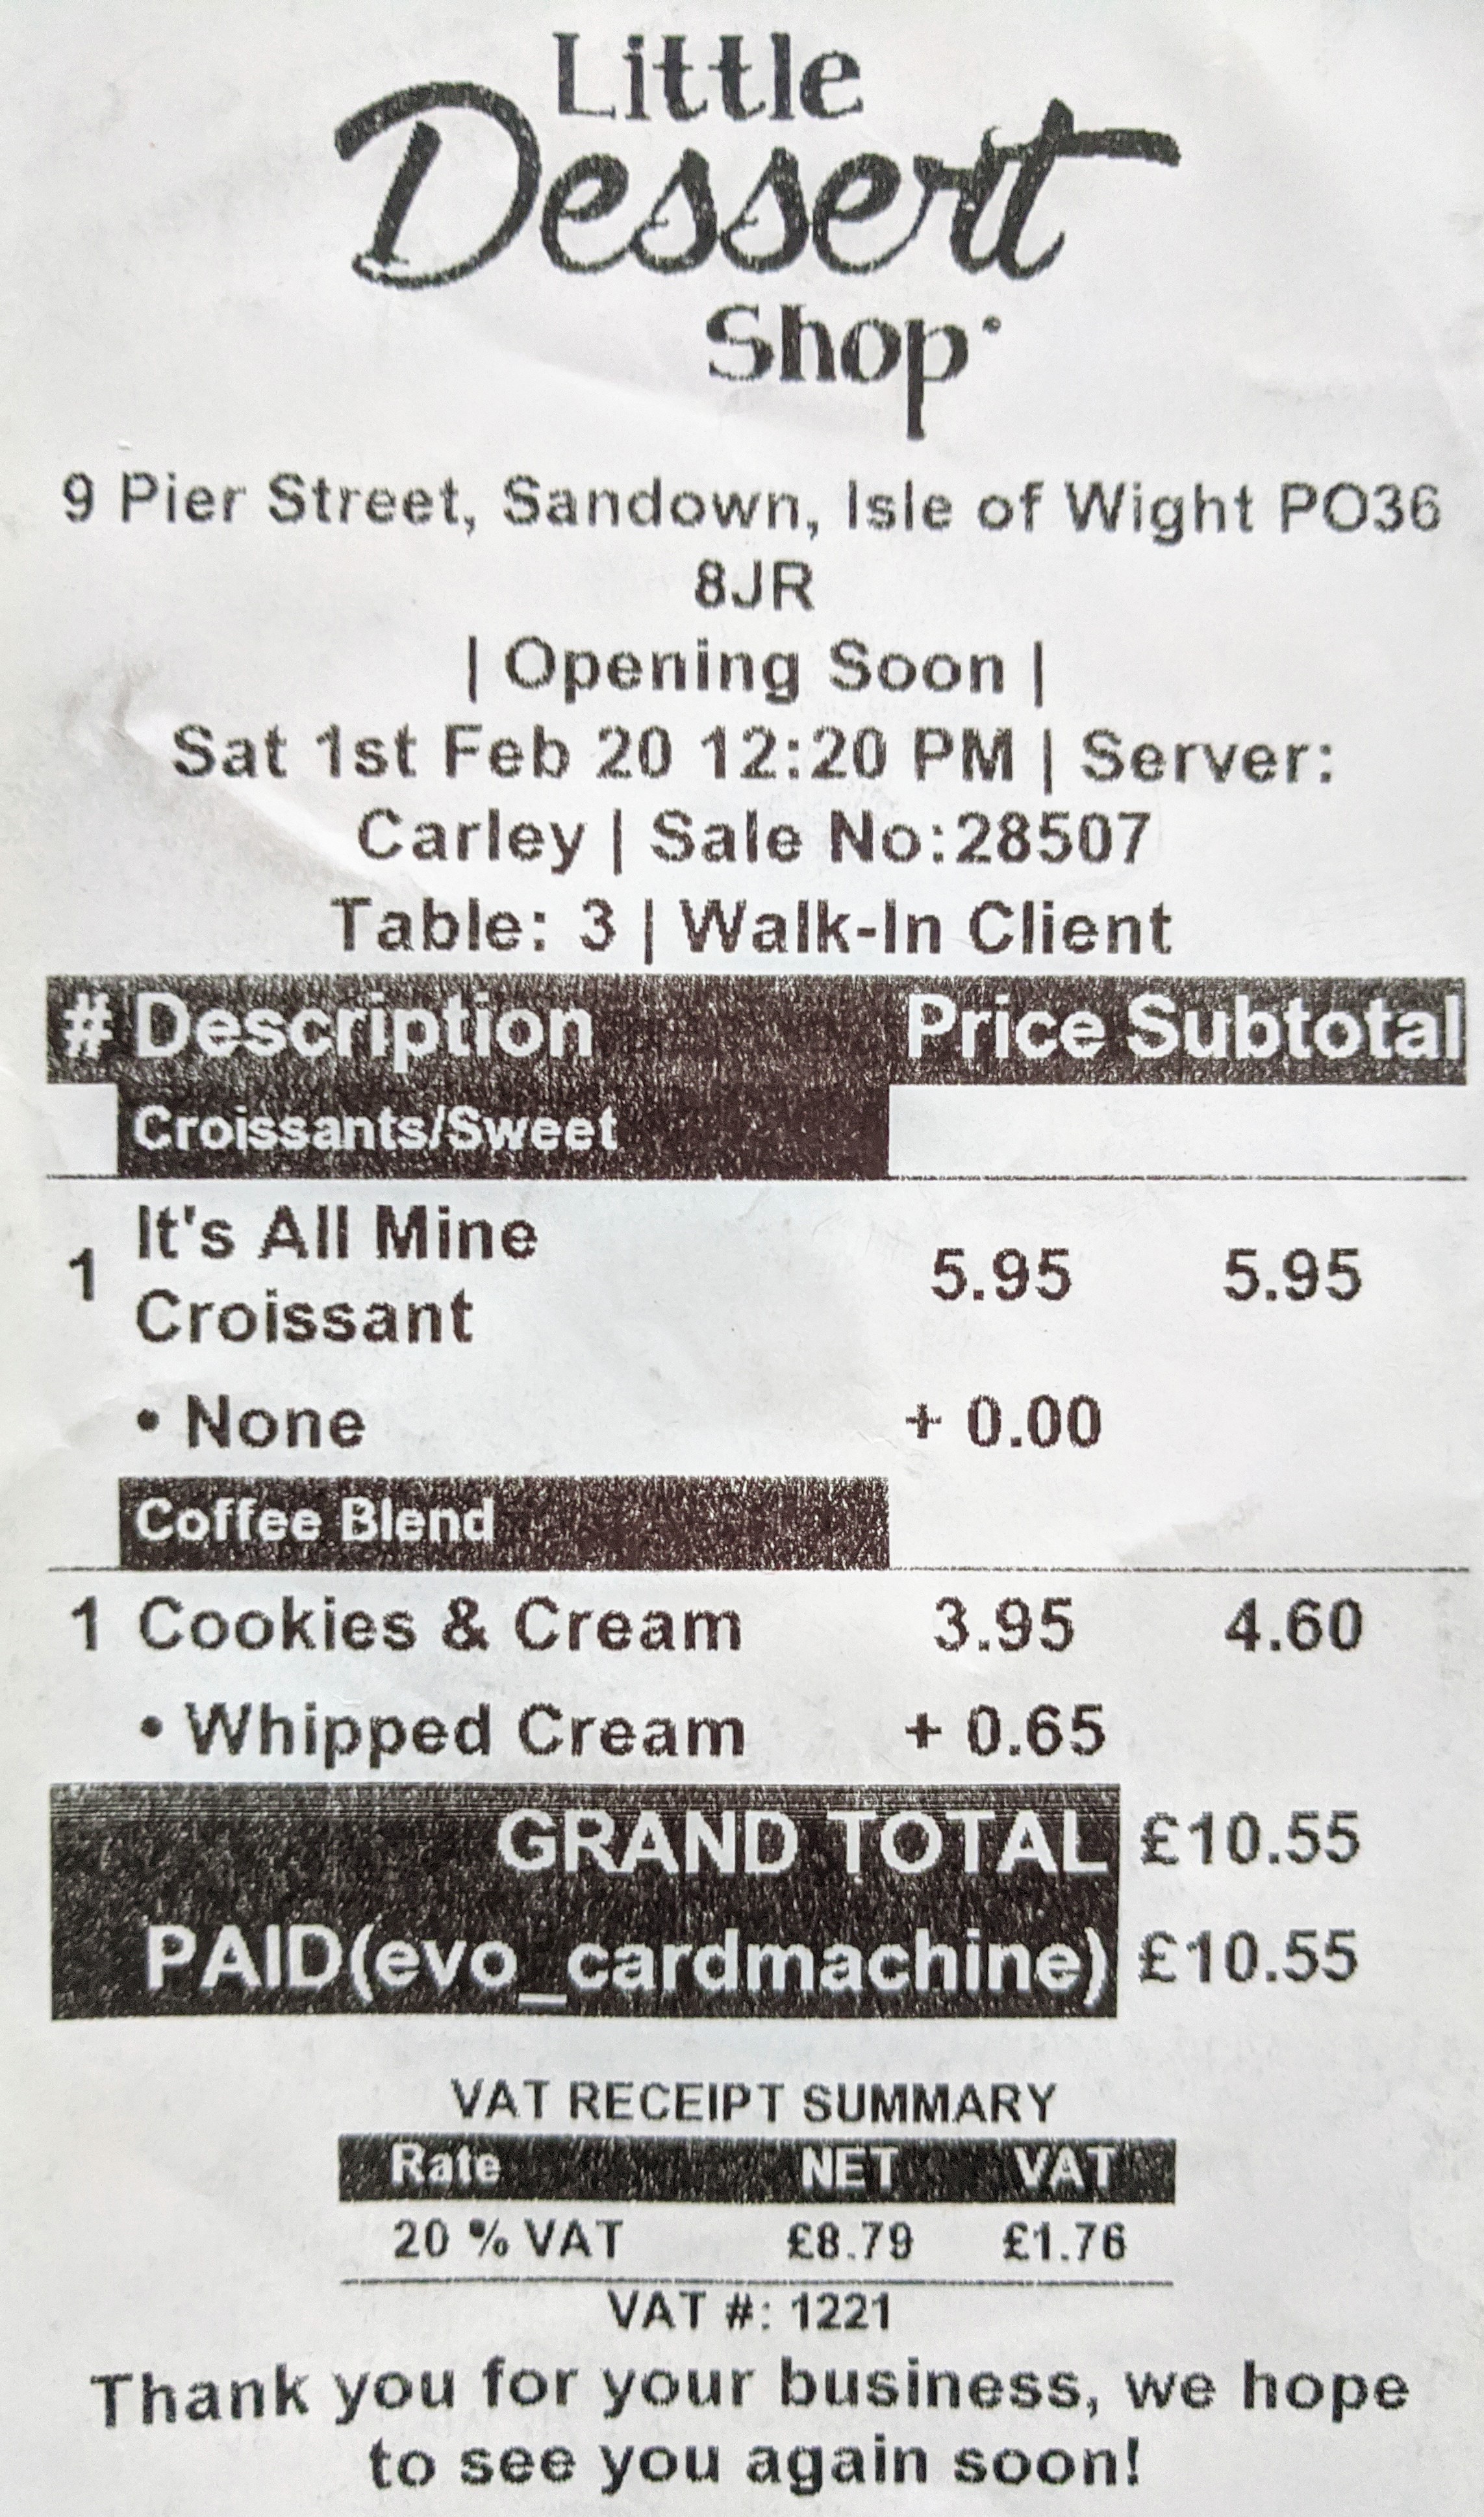 Little
Dessert
Shop
9 Pier Street, Sandown, Isle of Wight PO36
8JR
| Opening Soon |
Sat 1st Feb 20 12:20 PM | Server:
Carley | Sale No:28507
Table: 3 | Walk-In Client
# Description Price Subtotal
Croissants/Sweet
1 It's All Mine Croissant 5.95 5.95
• None + 0.00
Coffee Blend
1 Cookies & Cream 3.95 4.60
• Whipped Cream + 0.65
GRAND TOTAL £10.55
PAID(evo_cardmachine) £10.55
VAT RECEIPT SUMMARY
Rate NET VAT
20 % VAT £8.79 £1.76
VAT #: 1221
Thank you for your business, we hope
to see you again soon!